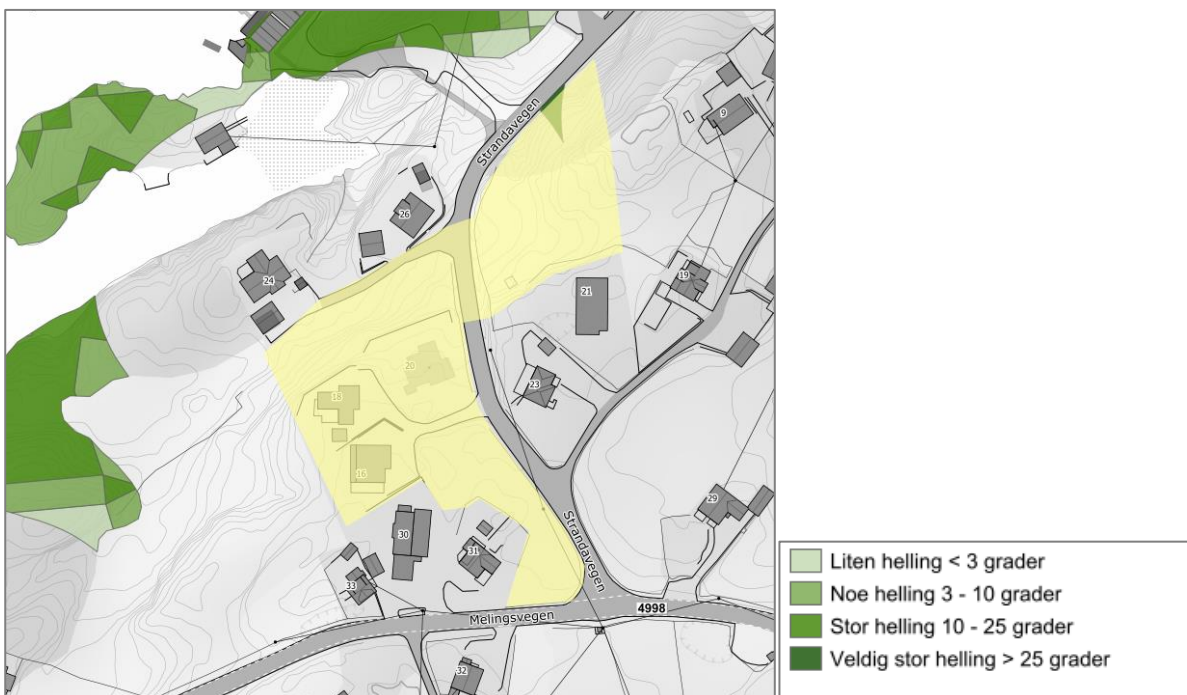 Strandavegen
9
26
24
19
21
20
23
18
16
29
Strandavegen
30
31
33
4998
Melingsvegen
32
Liten helling < 3 grader
Noe helling 3 - 10 grader
Stor helling 10 - 25 grader
Veldig stor helling > 25 grader